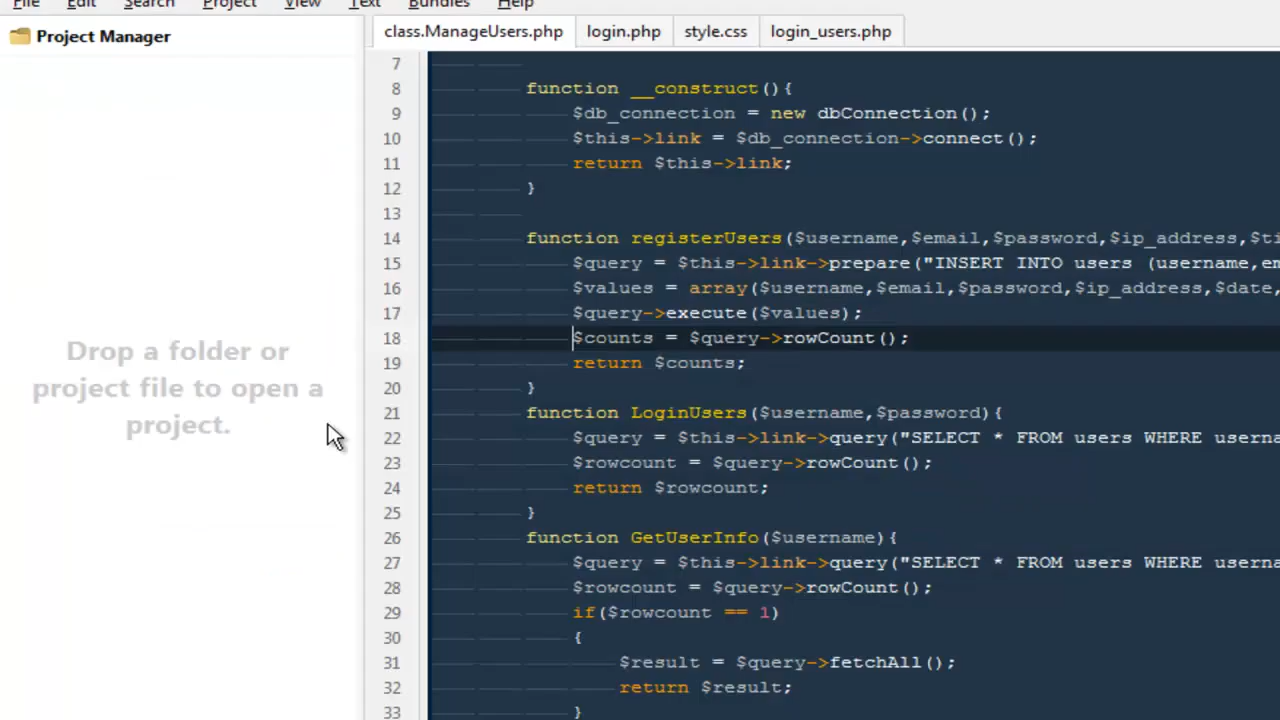 File Edit Search Project View Text Bundles Help
Project Manager
class.ManageUsers.php login.php style.css login_users.php
Drop a folder or
project file to open a
project.
7
8 function __construct(){
9 $db_connection = new dbConnection();
10 $this->link = $db_connection->connect();
11 return $this->link;
12 }
13
14 function registerUsers($username,$email,$password,$ip_address,$ti
15 $query = $this->link->prepare("INSERT INTO users (username,em
16 $values = array($username,$email,$password,$ip_address,$date,
17 $query->execute($values);
18 $counts = $query->rowCount();
19 return $counts;
20 }
21 function LoginUsers($username,$password){
22 $query = $this->link->query("SELECT * FROM users WHERE userna
23 $rowcount = $query->rowCount();
24 return $rowcount;
25 }
26 function GetUserInfo($username){
27 $query = $this->link->query("SELECT * FROM users WHERE userna
28 $rowcount = $query->rowCount();
29 if($rowcount == 1)
30 {
31 $result = $query->fetchAll();
32 return $result;
33 }